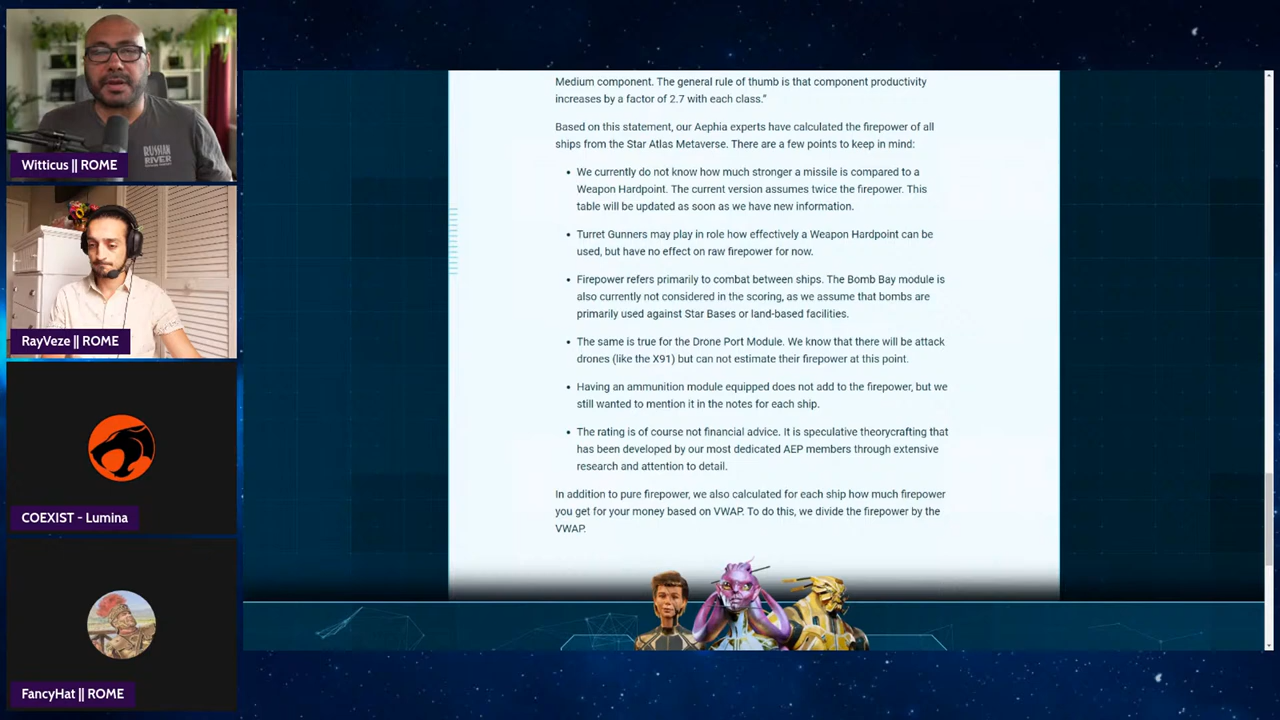 RUSSIAN
RIVER
Witticus || ROME
RayVeze || ROME
COEXIST - Lumina
FancyHat || ROME
Medium component. The general rule of thumb is that component productivity
increases by a factor of 2.7 with each class."
Based on this statement, our Aephia experts have calculated the firepower of all
ships from the Star Atlas Metaverse. There are a few points to keep in mind:
• We currently do not know how much stronger a missile is compared to a
Weapon Hardpoint. The current version assumes twice the firepower. This
table will be updated as soon as we have new information.
• Turret Gunners may play in role how effectively a Weapon Hardpoint can be
used, but have no effect on raw firepower for now.
• Firepower refers primarily to combat between ships. The Bomb Bay module is
also currently not considered in the scoring, as we assume that bombs are
primarily used against Star Bases or land-based facilities.
• The same is true for the Drone Port Module. We know that there will be attack
drones (like the X91) but can not estimate their firepower at this point.
• Having an ammunition module equipped does not add to the firepower, but we
still wanted to mention it in the notes for each ship.
• The rating is of course not financial advice. It is speculative theorycrafting that
has been developed by our most dedicated AEP members through extensive
research and attention to detail.
In addition to pure firepower, we also calculated for each ship how much firepower
you get for your money based on VWAP. To do this, we divide the firepower by the
VWAP.